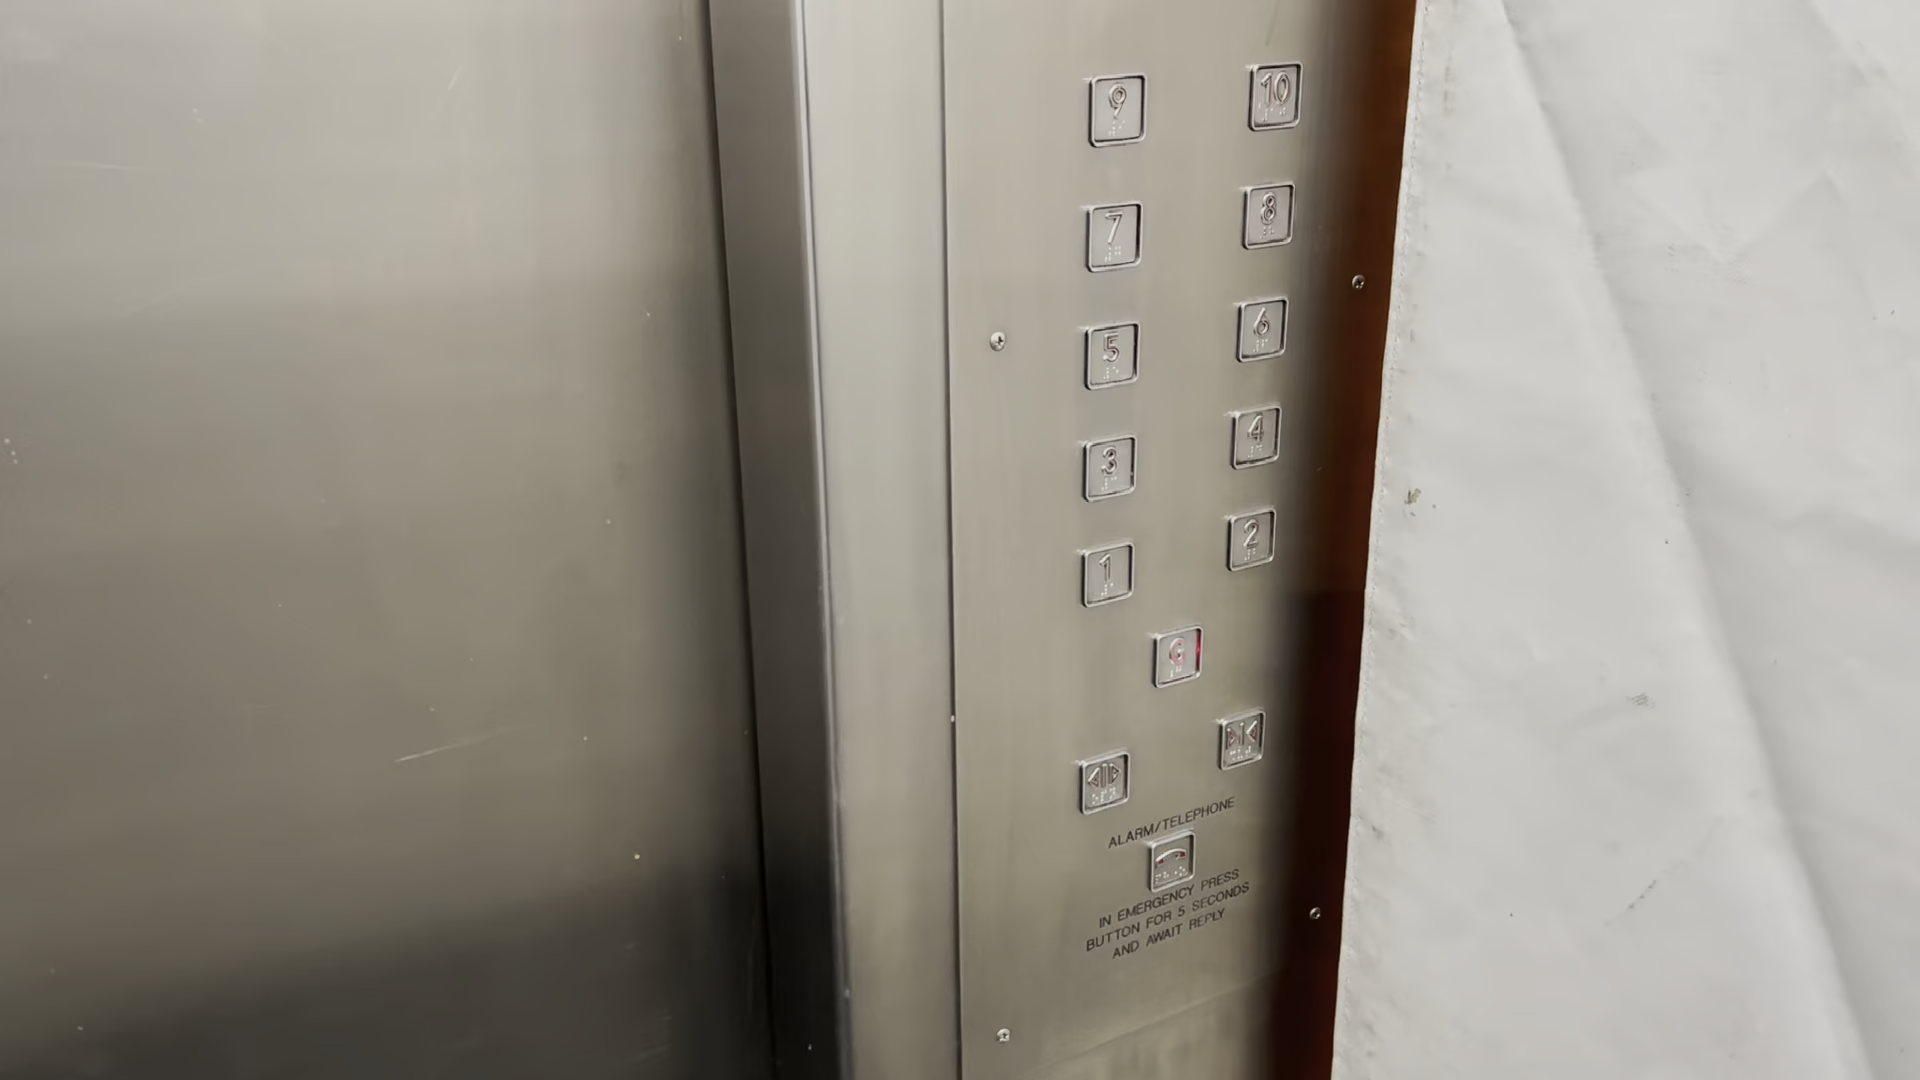 9 10
7 8
5 6
3 4
1 2
G
ALARM/TELEPHONE
IN EMERGENCY PRESS
BUTTON FOR 5 SECONDS
AND AWAIT REPLY